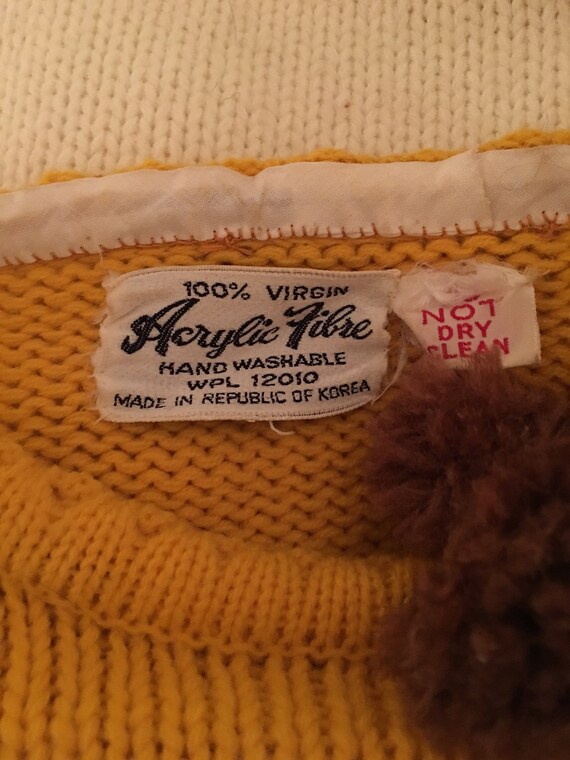 100% VIRGIN
Acrylic Fibre
HAND WASHABLE
WPL 12010
MADE IN REPUBLIC OF KOREA
NOT
DRY
CLEAN